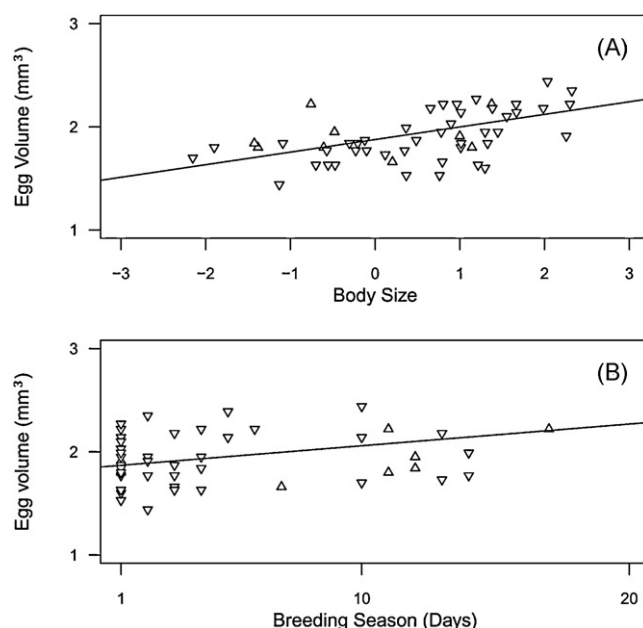 (A)
Egg Volume (mm³)
3
2
1
-3 -2 -1 0 1 2 3
Body Size
(B)
Egg volume (mm³)
3
2
1
1 10 20
Breeding Season (Days)